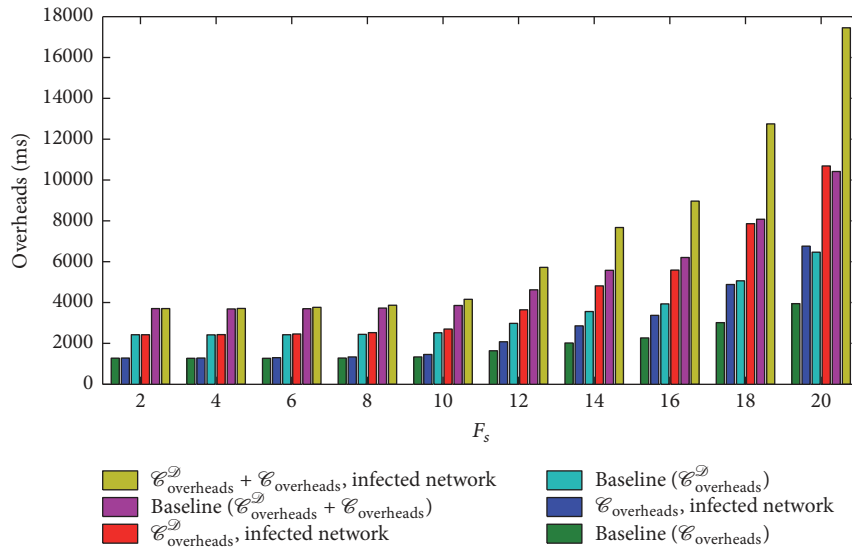 18000
16000
14000
12000
10000
8000
6000
4000
2000
0
Overheads (ms)
2 4 6 8 10 12 14 16 18 20
F_s
𝒞^𝒟_overheads + 𝒞_overheads, infected network
Baseline (𝒞^𝒟_overheads + 𝒞_overheads)
𝒞^𝒟_overheads, infected network
Baseline (𝒞^𝒟_overheads)
𝒞_overheads, infected network
Baseline (𝒞_overheads)